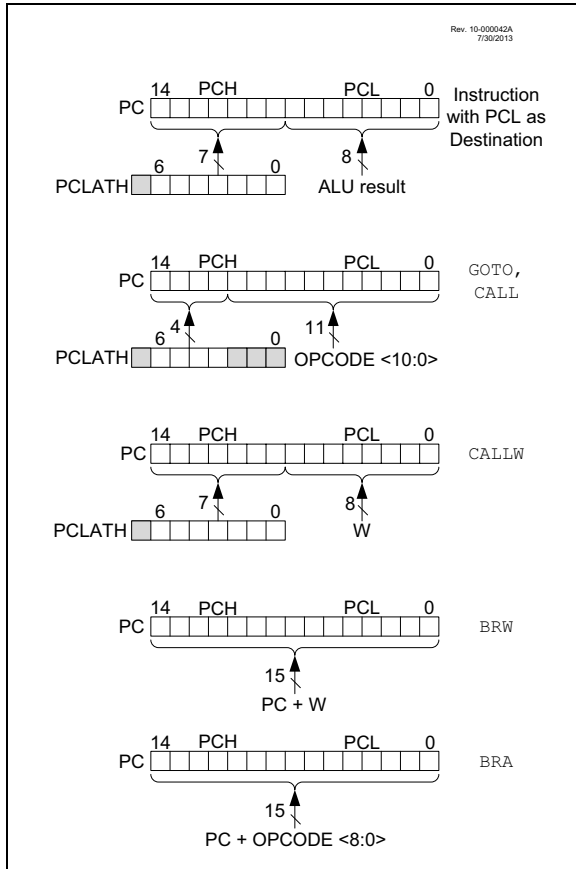 Rev. 10-000042A
7/30/2013
14 PCH PCL 0
PC
Instruction
with PCL as
Destination
7 8
6 0
PCLATH
ALU result
14 PCH PCL 0
PC
GOTO,
CALL
4 11
6 0
PCLATH
OPCODE <10:0>
14 PCH PCL 0
PC
CALLW
7 8
6 0
PCLATH
W
14 PCH PCL 0
PC
BRW
15
PC + W
14 PCH PCL 0
PC
BRA
15
PC + OPCODE <8:0>